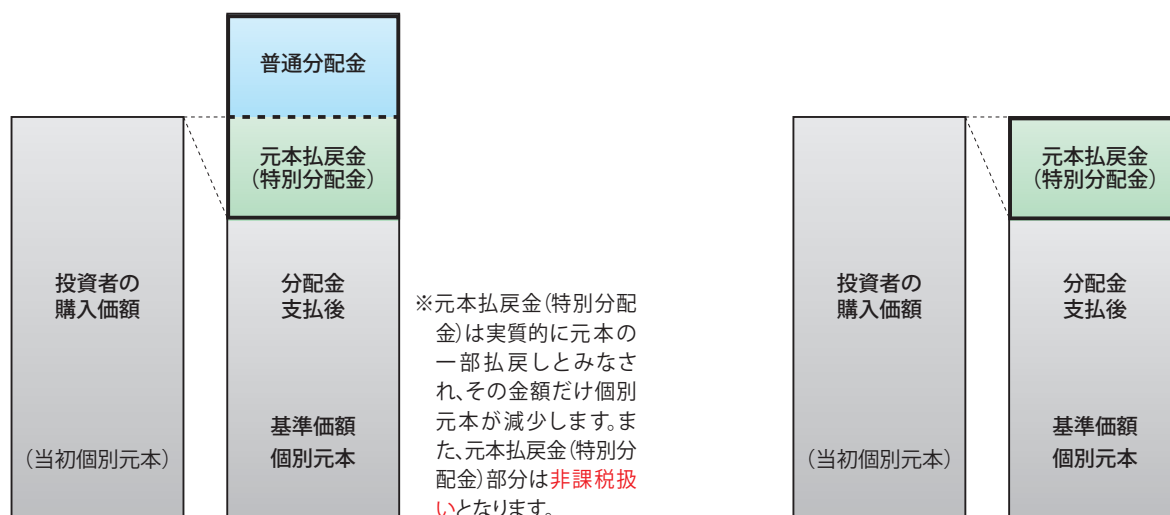 普通分配金
元本払戻金
（特別分配金）
投資者の
購入価額
（当初個別元本）
分配金
支払後
基準価額
個別元本
※元本払戻金（特別分配
金）は実質的に元本の
一部払戻しとみなさ
れ、その金額だけ個別
元本が減少します。ま
た、元本払戻金（特別分
配金）部分は非課税扱
いとなります。
元本払戻金
（特別分配金）
投資者の
購入価額
（当初個別元本）
分配金
支払後
基準価額
個別元本